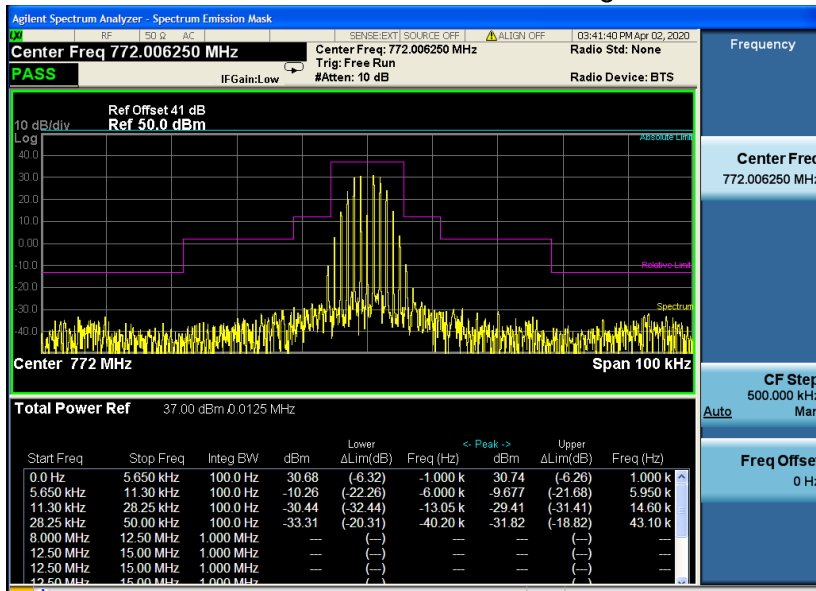 Agilent Spectrum Analyzer - Spectrum Emission Mask
LXI RF 50 Ω AC SENSE:EXT SOURCE OFF ALIGN OFF 03:41:40 PM Apr 02, 2020
Center Freq 772.006250 MHz
Center Freq: 772.006250 MHz
Radio Std: None
Trig: Free Run
PASS
IFGain:Low
#Atten: 10 dB
Radio Device: BTS
Ref Offset 41 dB
10 dB/div Ref 50.0 dBm
Log
Absolute Limit
40.0
30.0
20.0
10.0
0.00
-10.0
Relative Limit
-20.0
-30.0
Spectrum
-40.0
Center 772 MHz
Span 100 kHz
Total Power Ref 37.00 dBm /0.0125 MHz
Lower <- Peak -> Upper
Start Freq Stop Freq Integ BW dBm ΔLim(dB) Freq (Hz) dBm ΔLim(dB) Freq (Hz)
0.0 Hz 5.650 kHz 100.0 Hz 30.68 (-6.32) -1.000 k 30.74 (-6.26) 1.000 k
5.650 kHz 11.30 kHz 100.0 Hz -10.26 (-22.26) -6.000 k -9.677 (-21.68) 5.950 k
11.30 kHz 28.25 kHz 100.0 Hz -30.44 (-32.44) -13.05 k -29.41 (-31.41) 14.60 k
28.25 kHz 50.00 kHz 100.0 Hz -33.31 (-20.31) -40.20 k -31.82 (-18.82) 43.10 k
8.000 MHz 12.50 MHz 1.000 MHz --- (---) --- --- (---) ---
12.50 MHz 15.00 MHz 1.000 MHz --- (---) --- --- (---) ---
12.50 MHz 15.00 MHz 1.000 MHz --- (---) --- --- (---) ---
12.50 MHz 15.00 MHz 1.000 MHz
Frequency
Center Freq
772.006250 MHz
CF Step
500.000 kHz
Auto Man
Freq Offset
0 Hz